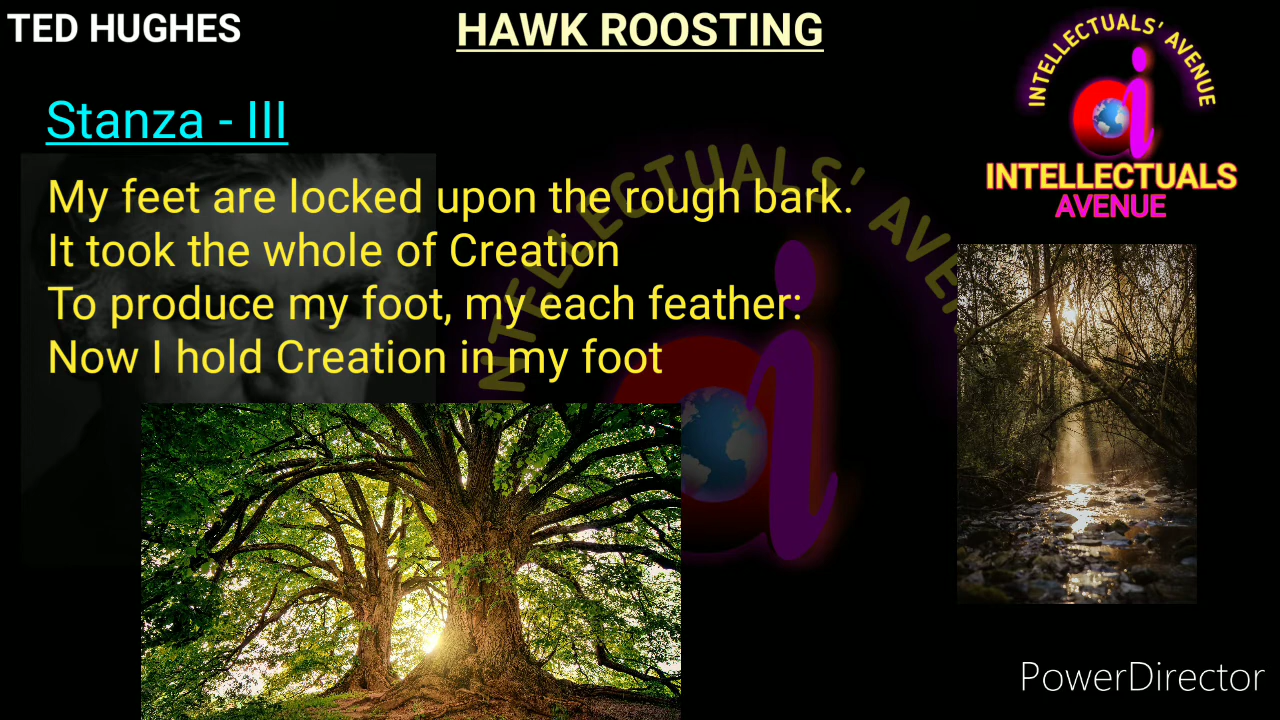 TED HUGHES
HAWK ROOSTING
INTELLECTUALS' AVENUE
INTELLECTUALS
AVENUE
Stanza - III
My feet are locked upon the rough bark.
It took the whole of Creation
To produce my foot, my each feather:
Now I hold Creation in my foot
INTELLECTUALS' AVE
PowerDirector